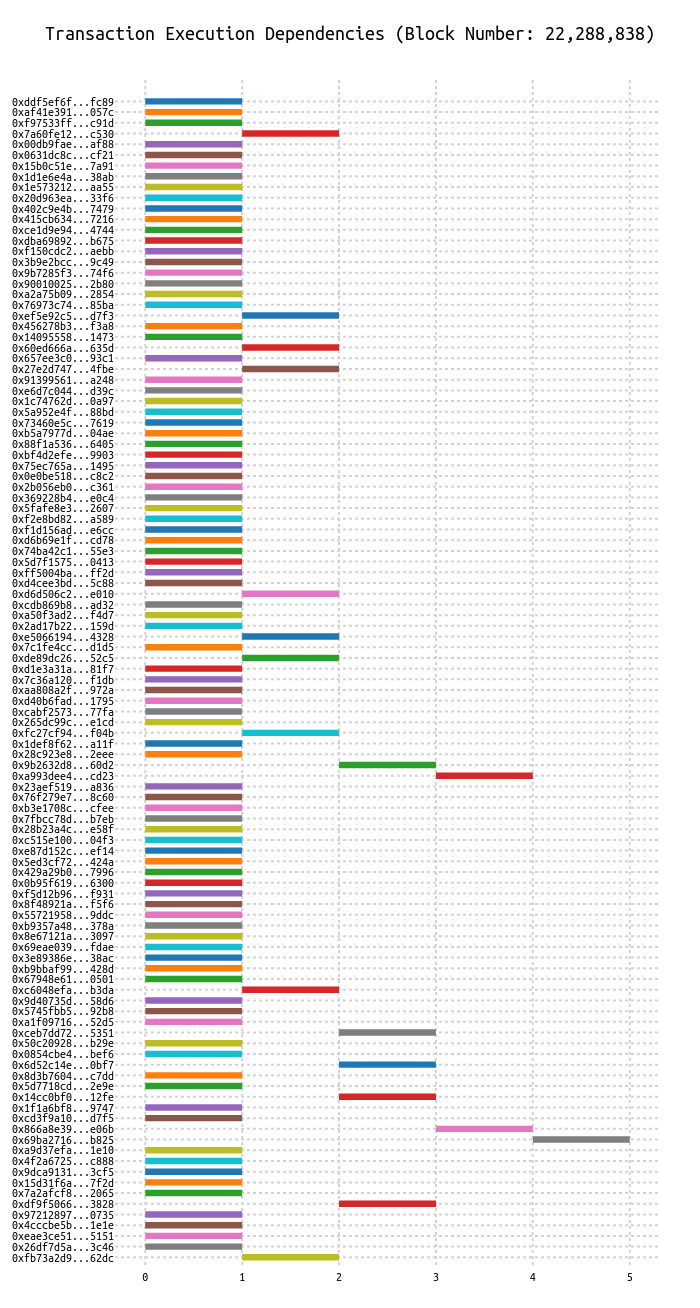 Transaction Execution Dependencies (Block Number: 22,288,838)
0xddf5ef6f...fc89
0xaf41e391...057c
0xf97533ff...c91d
0x7a60fe12...c530
0x00db9fae...af88
0x0631dc8c...cf21
0x15b0c51e...7a91
0x1d1e6e4a...38ab
0x1e573212...aa55
0x20d963ea...33f6
0x402c9e4b...7479
0x415cb634...7216
0xce1d9e94...4744
0xdba69892...b675
0xf150cdc2...aebb
0x3b9e2bcc...9c49
0x9b7285f3...74f6
0x90010025...2b80
0xa2a75b09...2854
0x76973c74...85ba
0xef5e92c5...d7f3
0x456278b3...f3a8
0x14095558...1473
0x60ed666a...635d
0x657ee3c0...93c1
0x27e2d747...4fbe
0x91399561...a248
0xe6d7c044...d39c
0x1c74762d...0a97
0x5a952e4f...88bd
0x73460e5c...7619
0xb5a7977d...04ae
0x88f1a536...6405
0xbf4d2efe...9903
0x75ec765a...1495
0x0e0be518...c8c2
0x2b056eb0...c361
0x369228b4...e0c4
0x5fafe8e3...2607
0xf2e8bd82...a589
0xf1d156ad...e6cc
0xd6b69e1f...cd78
0x74ba42c1...55e3
0x5d7f1575...0413
0xff5004ba...ff2d
0xd4cee3bd...5c88
0xd6d506c2...e010
0xcdb869b8...ad32
0xa50f3ad2...f4d7
0x2ad17b22...159d
0xe5066194...4328
0x7c1fe4cc...d1d5
0xde89dc26...52c5
0xd1e3a31a...81f7
0x7c36a120...f1db
0xaa808a2f...972a
0xd40b6fad...1795
0xcabf2573...77fa
0x265dc99c...e1cd
0xfc27cf94...f04b
0x1def8f62...a11f
0x28c923e8...2eee
0x9b2632d8...60d2
0xa993dee4...cd23
0x23aef519...a836
0x76f279e7...8c60
0xb3e1708c...cfee
0x7fbcc78d...b7eb
0x28b23a4c...e58f
0xc515e100...04f3
0xe87d152c...ef14
0x5ed3cf72...424a
0x429a29b0...7996
0x0b95f619...6300
0xf5d12b96...f931
0x8f48921a...f5f6
0x55721958...9ddc
0xb9357a48...378a
0x8e67121a...3097
0x69eae039...fdae
0x3e89386e...38ac
0xb9bbaf99...428d
0x67948e61...0501
0xc6048efa...b3da
0x9d40735d...58d6
0x5745fbb5...92b8
0xa1f09716...52d5
0xceb7dd72...5351
0x50c20928...b29e
0x0854cbe4...bef6
0x6d52c14e...0bf7
0x8d3b7604...c7dd
0x5d7718cd...2e9e
0x14cc0bf0...12fe
0x1f1a6bf8...9747
0xcd3f9a10...d7f5
0x866a8e39...e06b
0x69ba2716...b825
0xa9d37efa...1e10
0x4f2a6725...c888
0x9dca9131...3cf5
0x15d31f6a...7f2d
0x7a2afcf8...2065
0xdf9f5066...3828
0x97212897...0735
0x4cccbe5b...1e1e
0xeae3ce51...5151
0x26df7d5a...3c46
0xfb73a2d9...62dc
0 1 2 3 4 5